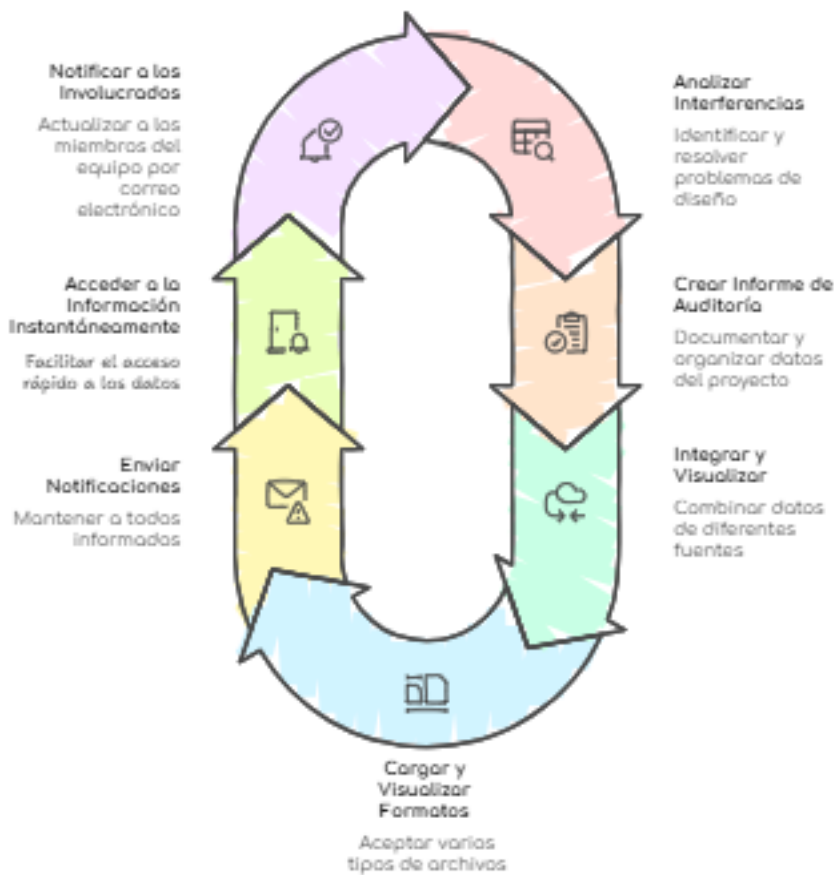 Notificar a los
Involucrados
Actualizar a los
miembros del
equipo por
correo
electrónico
Analizar
Interferencias
Identificar y
resolver
problemas de
diseño
Acceder a la
Información
Instantáneamente
Facilitar el acceso
rápido a los datos
Crear Informe de
Auditoría
Documentar y
organizar datos
del proyecto
Enviar
Notificaciones
Mantener a todos
informados
Integrar y
Visualizar
Combinar datos
de diferentes
fuentes
Cargar y
Visualizar
Formatos
Aceptar varios
tipos de archivos